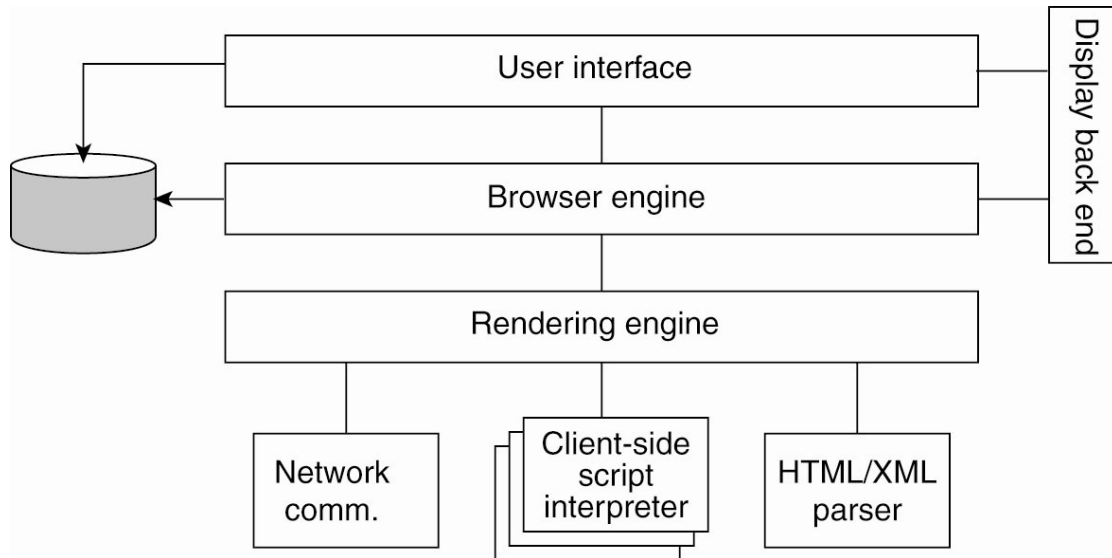 User interface
Display back end
Browser engine
Rendering engine
Network
comm.
Client-side
script
interpreter
HTML/XML
parser